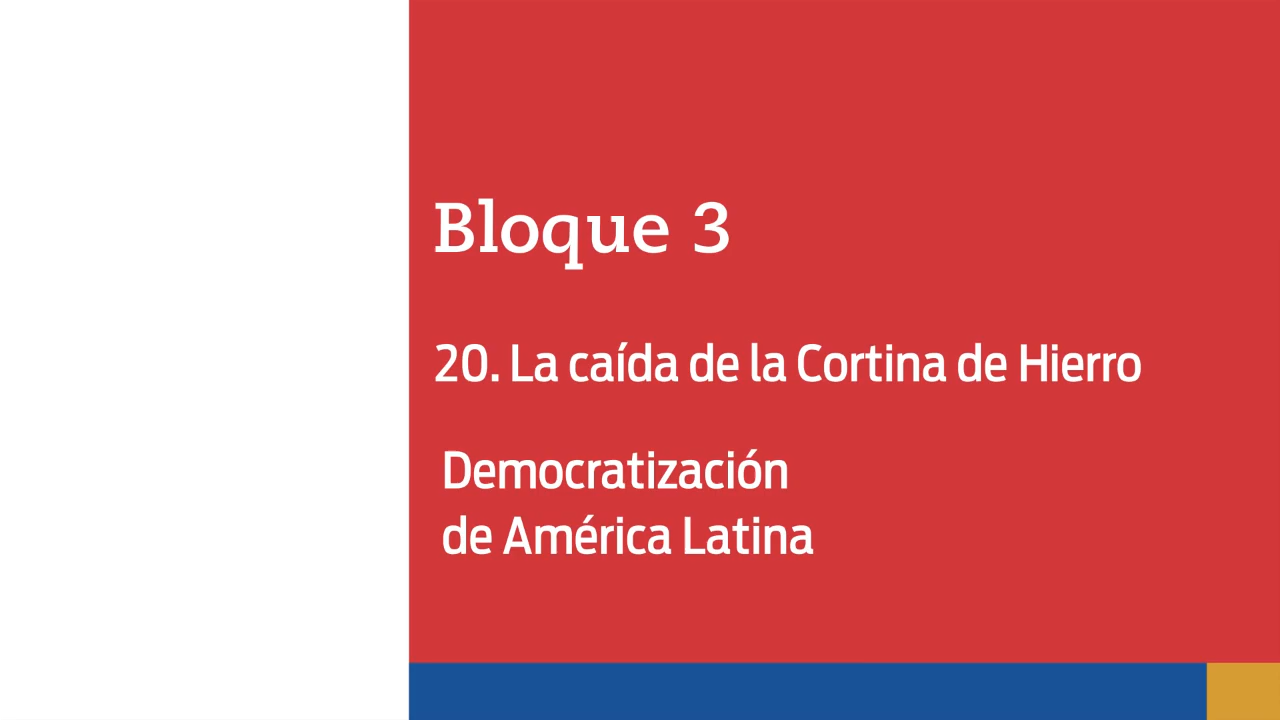 Bloque 3
20. La caída de la Cortina de Hierro
Democratización
de América Latina